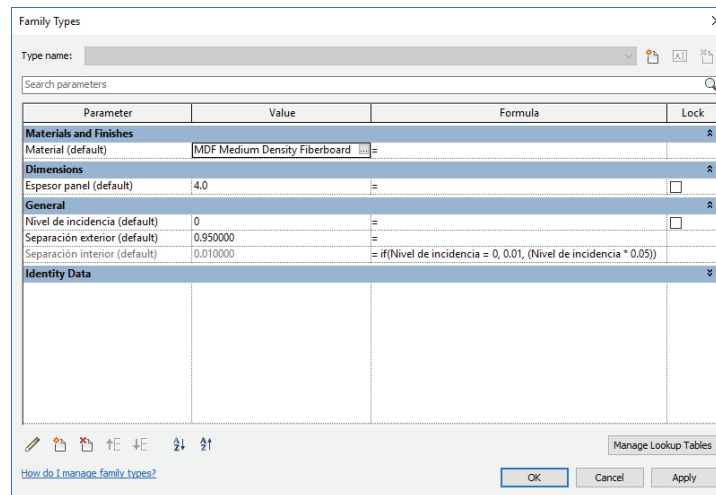 Family Types
Type name:
Search parameters
Parameter Value Formula Lock
Materials and Finishes
Material (default) MDF Medium Density Fiberboard ... =
Dimensions
Espesor panel (default) 4.0 =
General
Nivel de incidencia (default) 0 =
Separación exterior (default) 0.950000 =
Separación interior (default) 0.010000 = if(Nivel de incidencia = 0, 0.01, (Nivel de incidencia * 0.05))
Identity Data
Manage Lookup Tables
How do I manage family types?
OK Cancel Apply